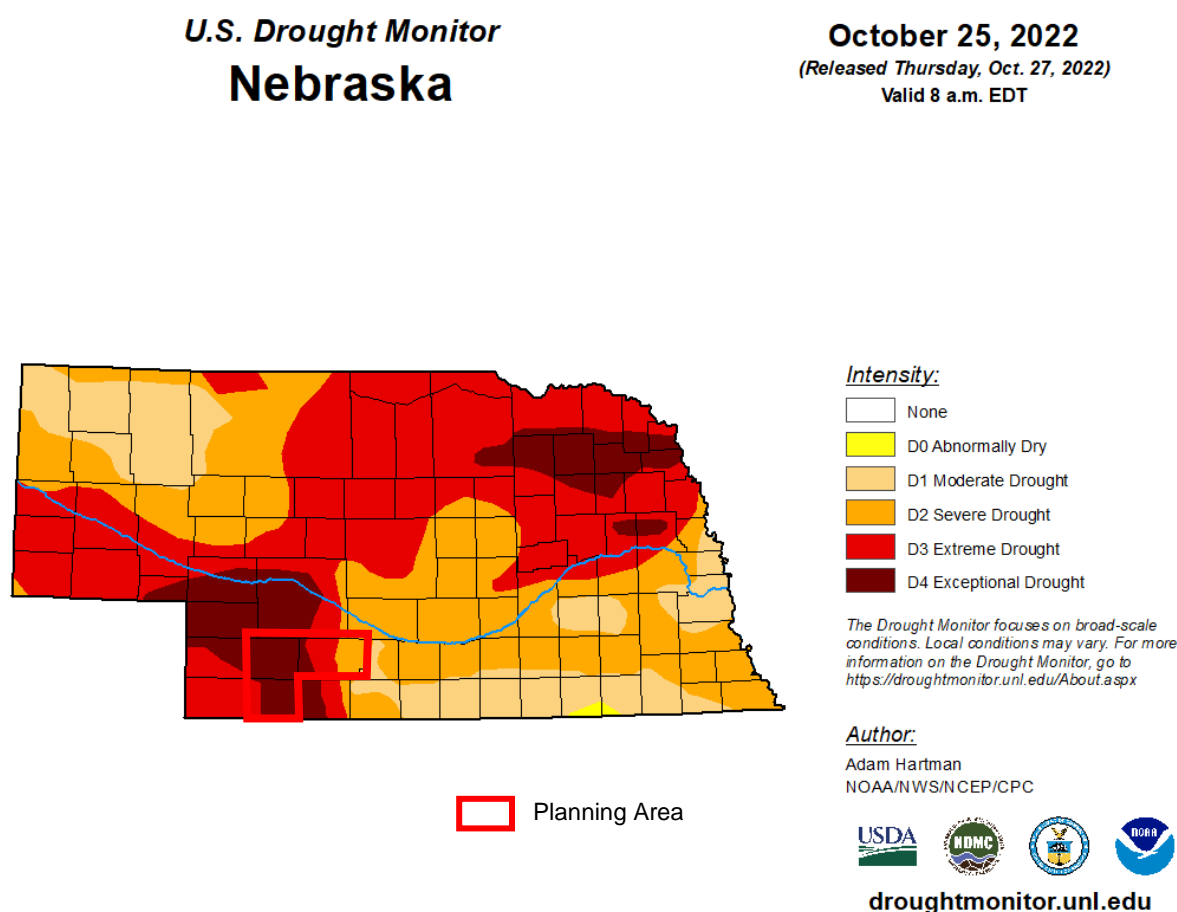 U.S. Drought Monitor
Nebraska
October 25, 2022
(Released Thursday, Oct. 27, 2022)
Valid 8 a.m. EDT
Intensity:
None
D0 Abnormally Dry
D1 Moderate Drought
D2 Severe Drought
D3 Extreme Drought
D4 Exceptional Drought
The Drought Monitor focuses on broad-scale
conditions. Local conditions may vary. For more
information on the Drought Monitor, go to
https://droughtmonitor.unl.edu/About.aspx
Author:
Adam Hartman
NOAA/NWS/NCEP/CPC
Planning Area
USDA
NDMC
NOAA
droughtmonitor.unl.edu